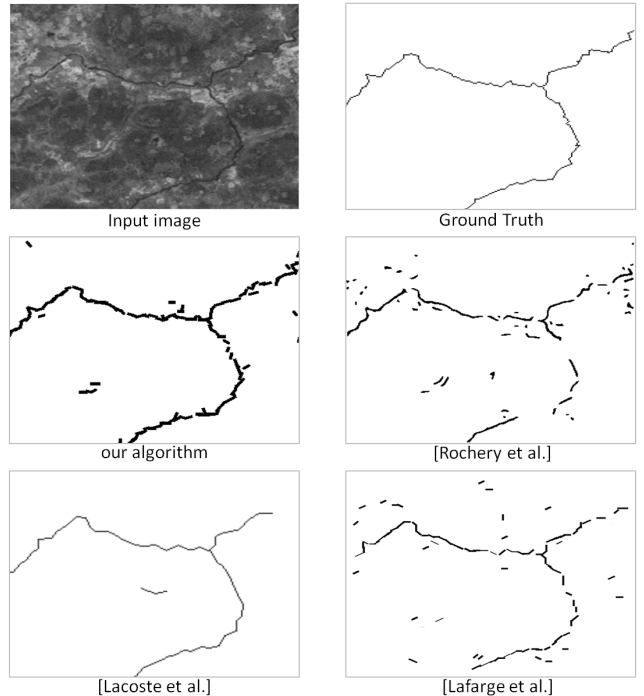 Input image
Ground Truth
our algorithm
[Rochery et al.]
[Lacoste et al.]
[Lafarge et al.]